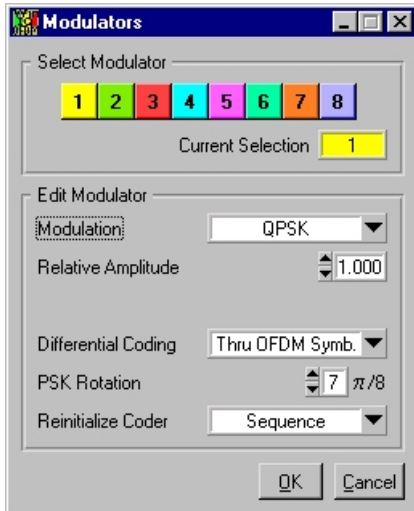 Modulators
Select Modulator
1 2 3 4 5 6 7 8
Current Selection 1
Edit Modulator
Modulation QPSK
Relative Amplitude 1.000
Differential Coding Thru OFDM Symb.
PSK Rotation 7 π/8
Reinitialize Coder Sequence
OK Cancel